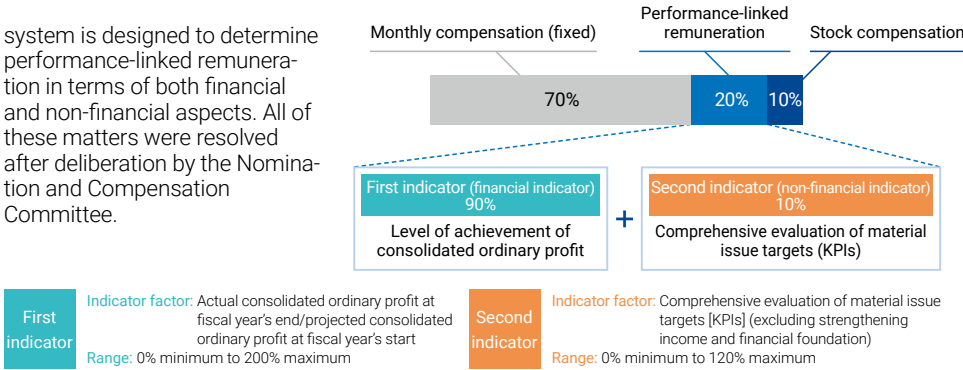 system is designed to determine
performance-linked remunera-
tion in terms of both financial
and non-financial aspects. All of
these matters were resolved
after deliberation by the Nomina-
tion and Compensation
Committee.
Monthly compensation (fixed)
Performance-linked
remuneration
Stock compensation
70%
20%
10%
First indicator (financial indicator)
90%
Level of achievement of
consolidated ordinary profit
+
Second indicator (non-financial indicator)
10%
Comprehensive evaluation of material
issue targets (KPIs)
First
indicator
Indicator factor: Actual consolidated ordinary profit at
fiscal year's end/projected consolidated
ordinary profit at fiscal year's start
Range: 0% minimum to 200% maximum
Second
indicator
Indicator factor: Comprehensive evaluation of material issue
targets [KPIs] (excluding strengthening
income and financial foundation)
Range: 0% minimum to 120% maximum